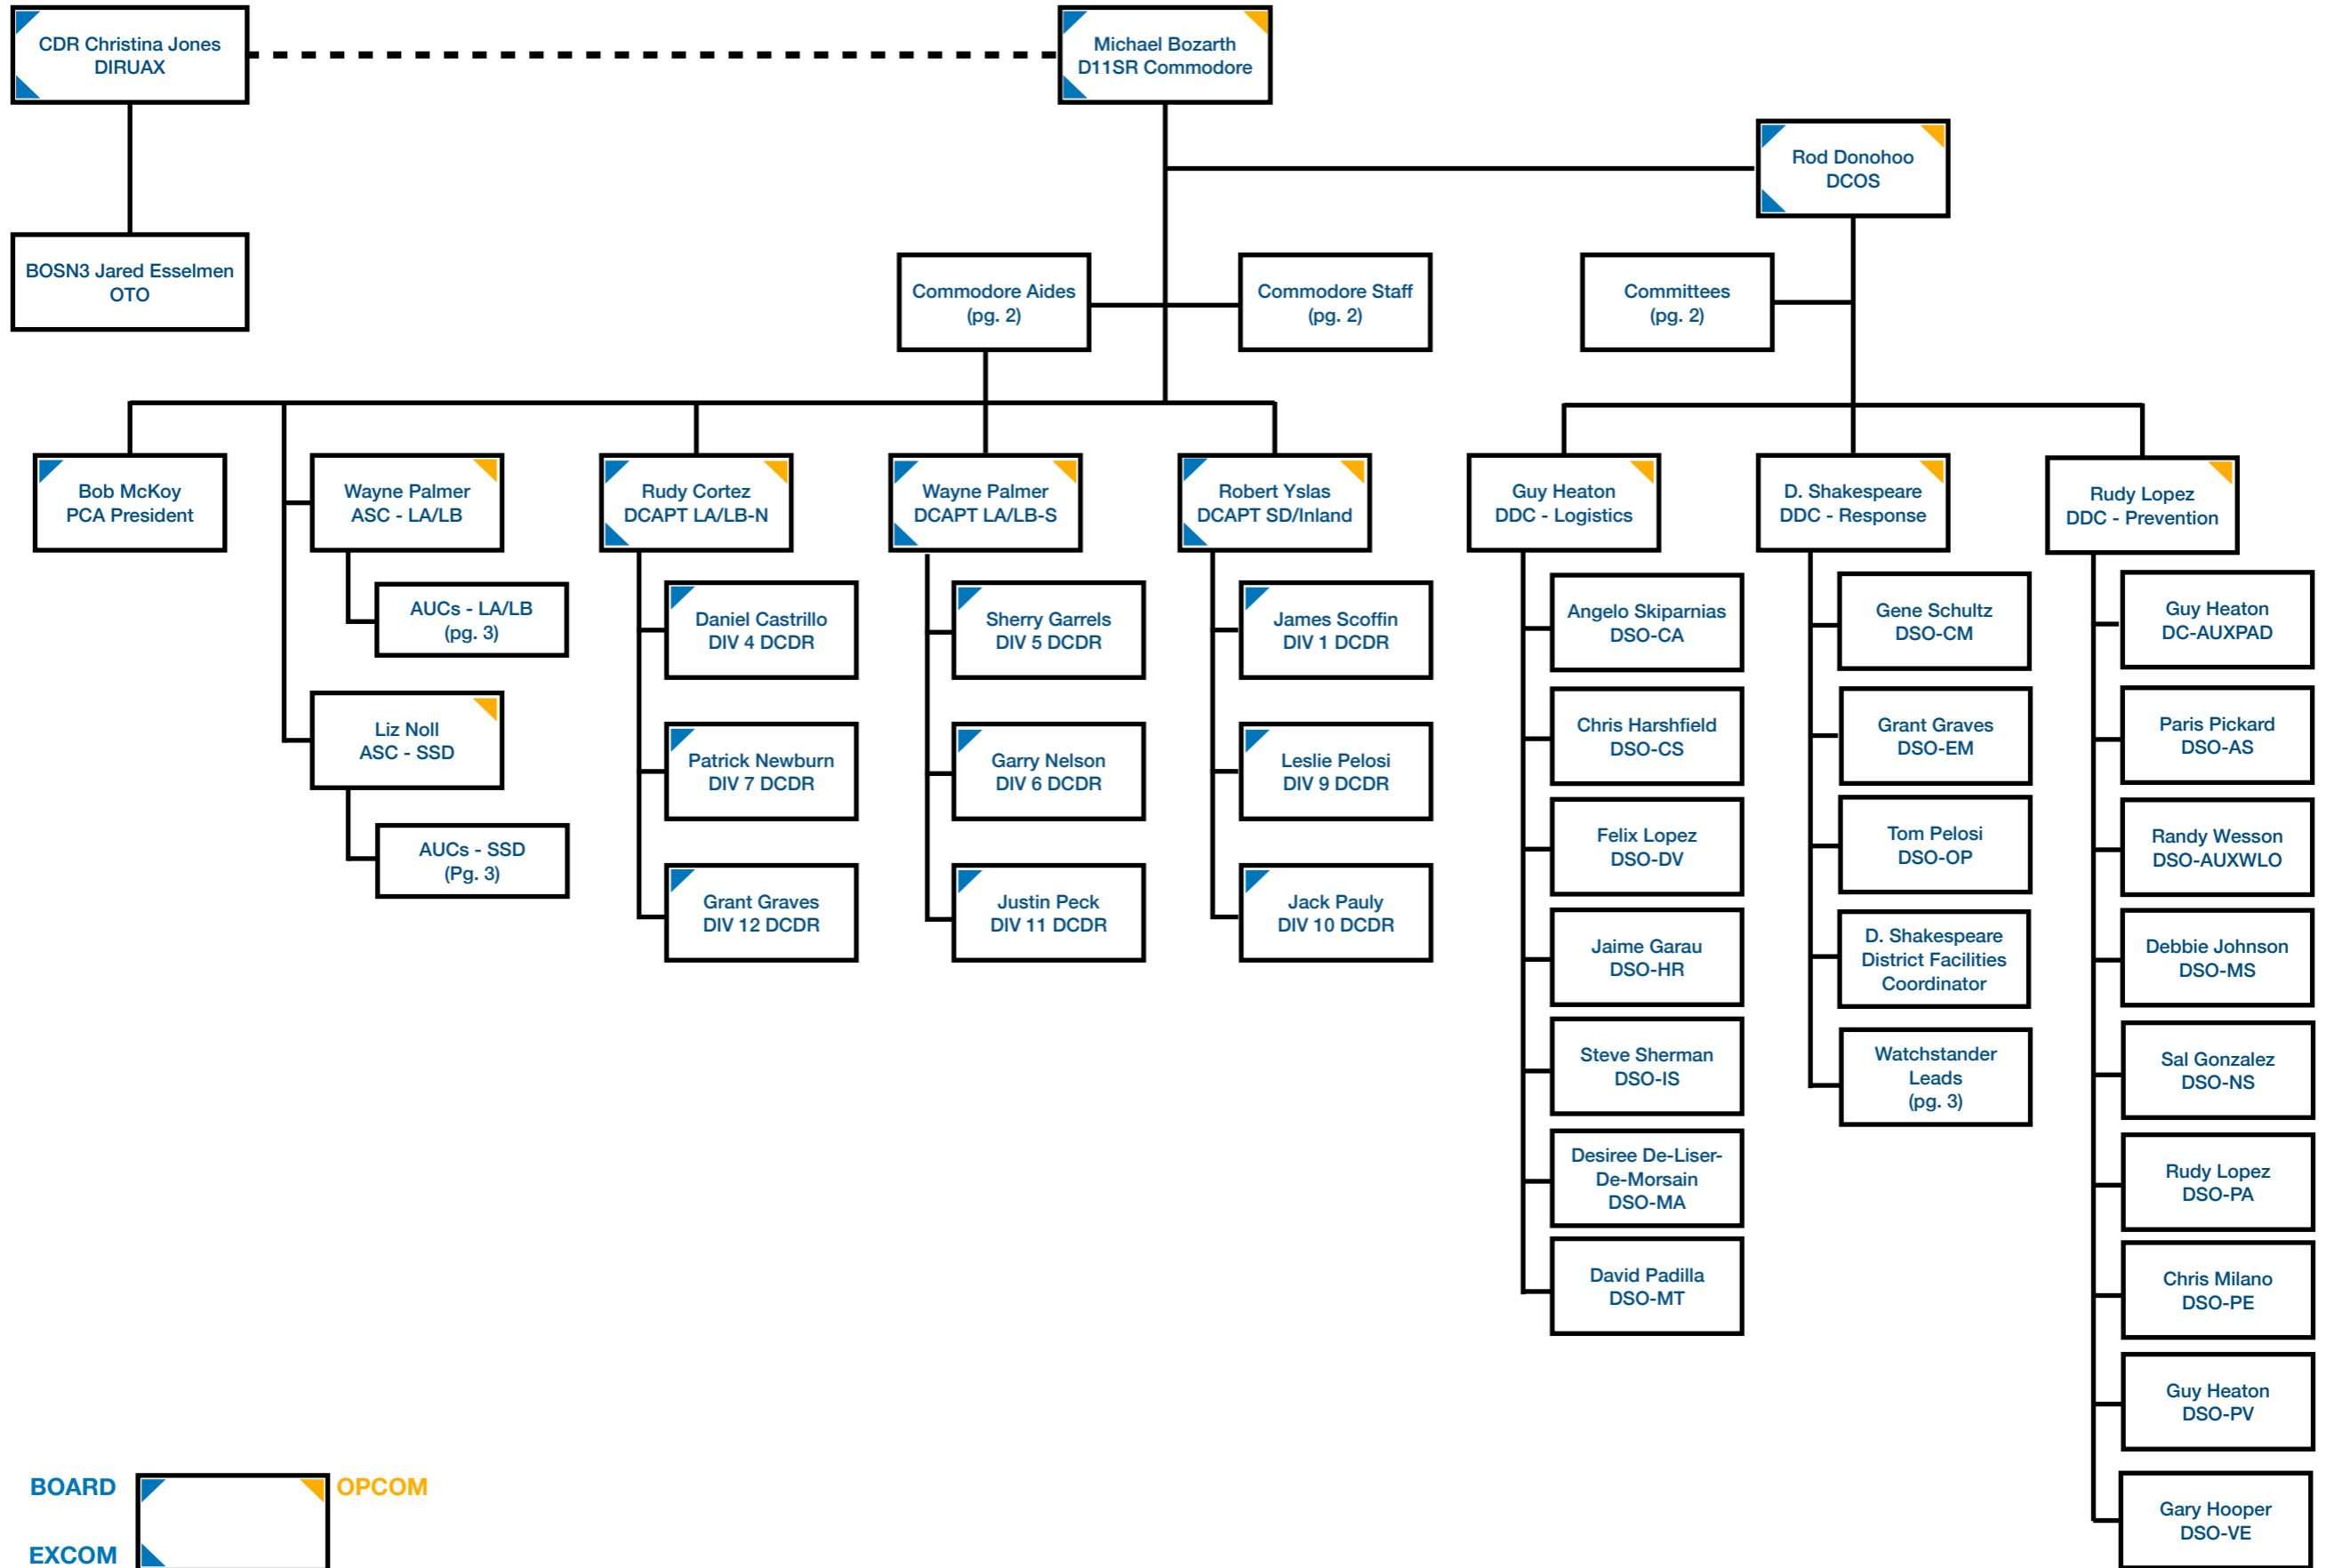 CDR Christina Jones
DIRUAX
Michael Bozarth
D11SR Commodore
Rod Donohoo
DCOS
BOSN3 Jared Esselmen
OTO
Commodore Aides
(pg. 2)
Commodore Staff
(pg. 2)
Committees
(pg. 2)
Bob McKoy
PCA President
Wayne Palmer
ASC - LA/LB
AUCs - LA/LB
(pg. 3)
Liz Noll
ASC - SSD
AUCs - SSD
(Pg. 3)
Rudy Cortez
DCAPT LA/LB-N
Daniel Castrillo
DIV 4 DCDR
Patrick Newburn
DIV 7 DCDR
Grant Graves
DIV 12 DCDR
Wayne Palmer
DCAPT LA/LB-S
Sherry Garrels
DIV 5 DCDR
Garry Nelson
DIV 6 DCDR
Justin Peck
DIV 11 DCDR
Robert Yslas
DCAPT SD/Inland
James Scoffin
DIV 1 DCDR
Leslie Pelosi
DIV 9 DCDR
Jack Pauly
DIV 10 DCDR
Guy Heaton
DDC - Logistics
Angelo Skiparnias
DSO-CA
Chris Harshfield
DSO-CS
Felix Lopez
DSO-DV
Jaime Garau
DSO-HR
Steve Sherman
DSO-IS
Desiree De-Liser-
De-Morsain
DSO-MA
David Padilla
DSO-MT
D. Shakespeare
DDC - Response
Gene Schultz
DSO-CM
Grant Graves
DSO-EM
Tom Pelosi
DSO-OP
D. Shakespeare
District Facilities
Coordinator
Watchstander
Leads
(pg. 3)
Rudy Lopez
DDC - Prevention
Guy Heaton
DC-AUXPAD
Paris Pickard
DSO-AS
Randy Wesson
DSO-AUXWLO
Debbie Johnson
DSO-MS
Sal Gonzalez
DSO-NS
Rudy Lopez
DSO-PA
Chris Milano
DSO-PE
Guy Heaton
DSO-PV
Gary Hooper
DSO-VE
BOARD
OPCOM
EXCOM